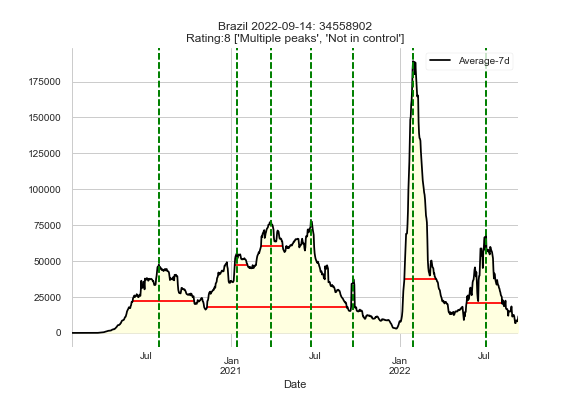 Brazil 2022-09-14: 34558902
Rating:8 ['Multiple peaks', 'Not in control']
Average-7d
175000
150000
125000
100000
75000
50000
25000
0
Jul
Jan
2021
Jul
Jan
2022
Jul
Date